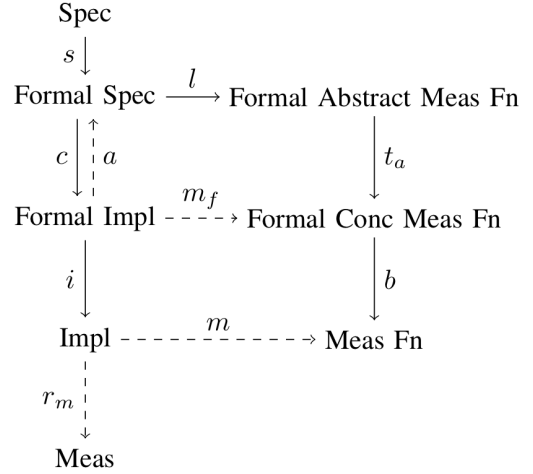 Spec
s
l
Formal Spec Formal Abstract Meas Fn
c a t_a
m_f
Formal Impl Formal Conc Meas Fn
i b
m
Impl Meas Fn
r_m
Meas